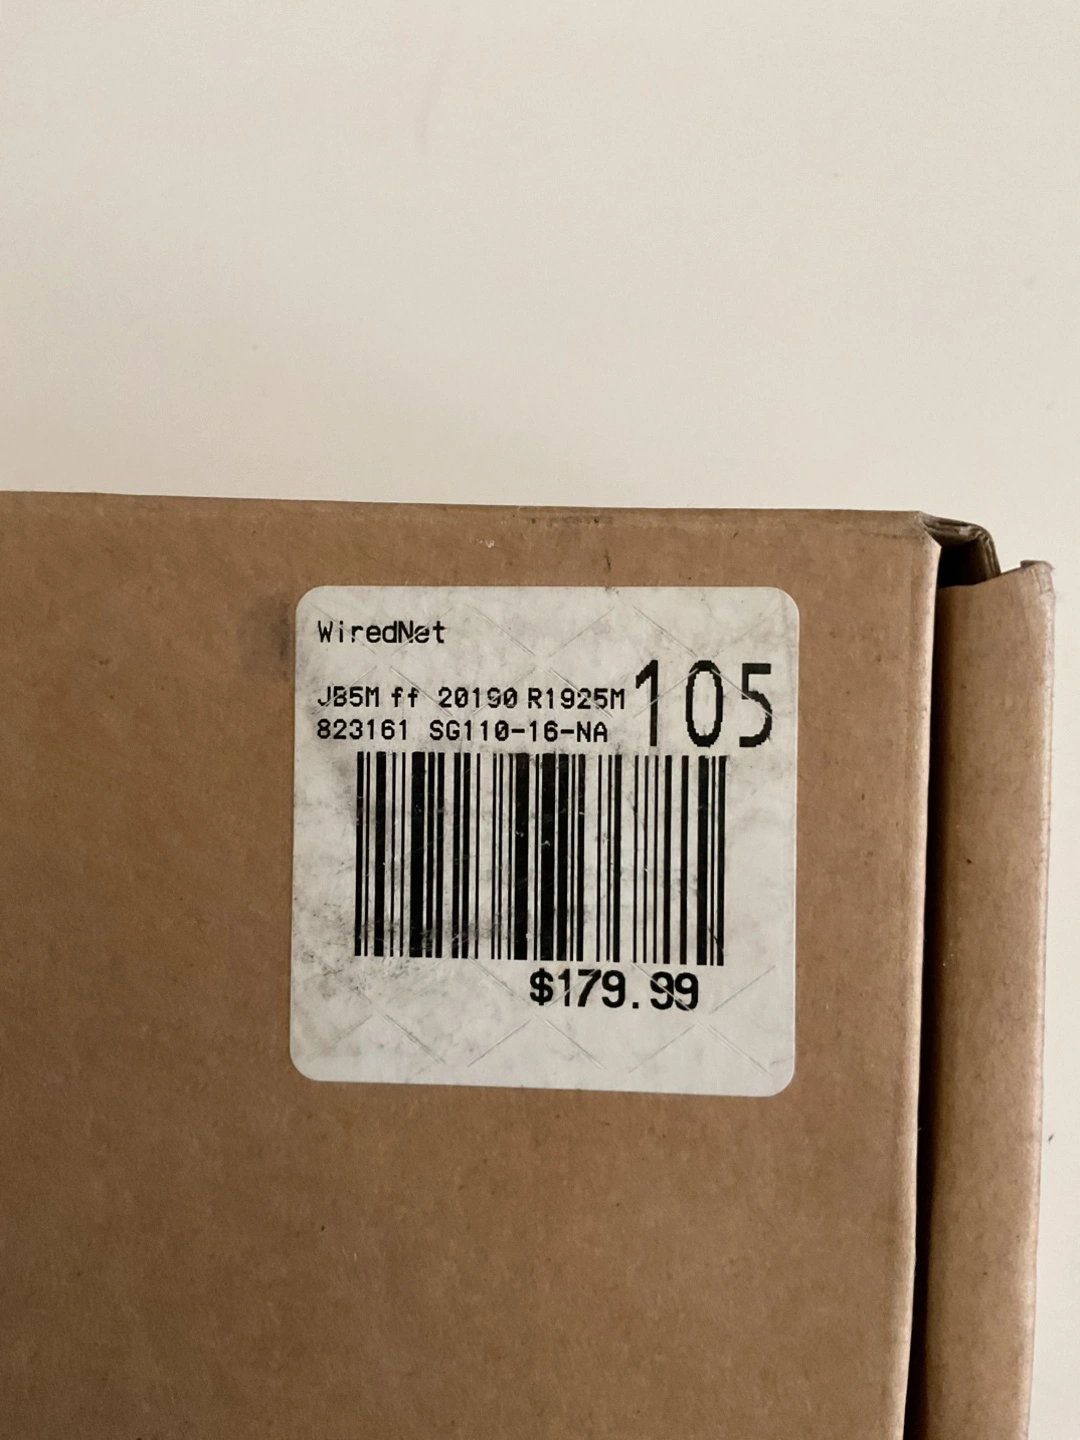 WiredNet
JB5M ff 20190 R1925M
105
823161 SG110-16-NA
$179.99